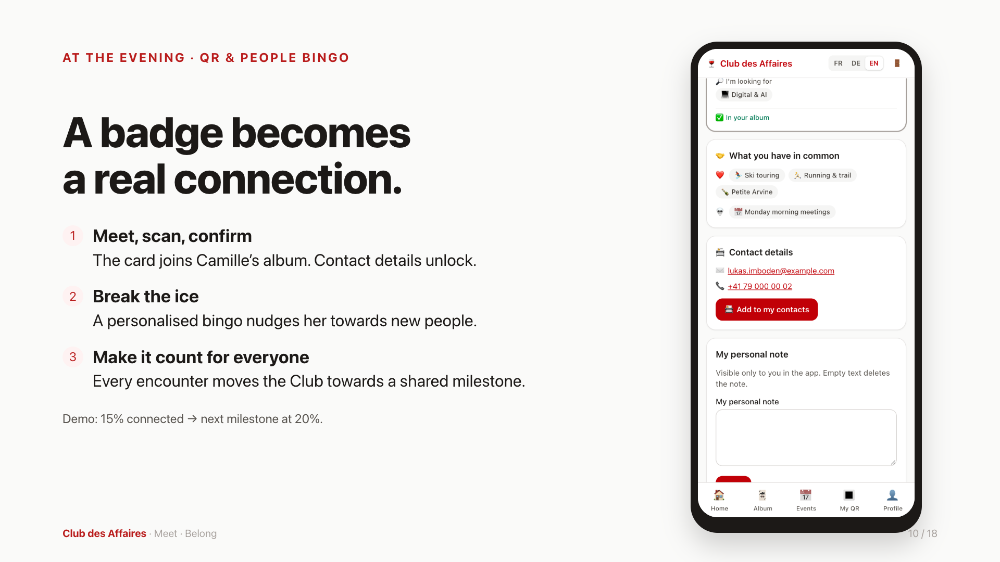 AT THE EVENING · QR & PEOPLE BINGO
A badge becomes
a real connection.
1 Meet, scan, confirm
The card joins Camille’s album. Contact details unlock.
2 Break the ice
A personalised bingo nudges her towards new people.
3 Make it count for everyone
Every encounter moves the Club towards a shared milestone.
Demo: 15% connected → next milestone at 20%.
Club des Affaires · Meet · Belong
Club des Affaires FR DE EN
I'm looking for
Digital & AI
In your album
What you have in common
Ski touring Running & trail
Petite Arvine
Monday morning meetings
Contact details
lukas.imboden@example.com
+41 79 000 00 02
Add to my contacts
My personal note
Visible only to you in the app. Empty text deletes
the note.
My personal note
Home Album Events My QR Profile
10 / 18